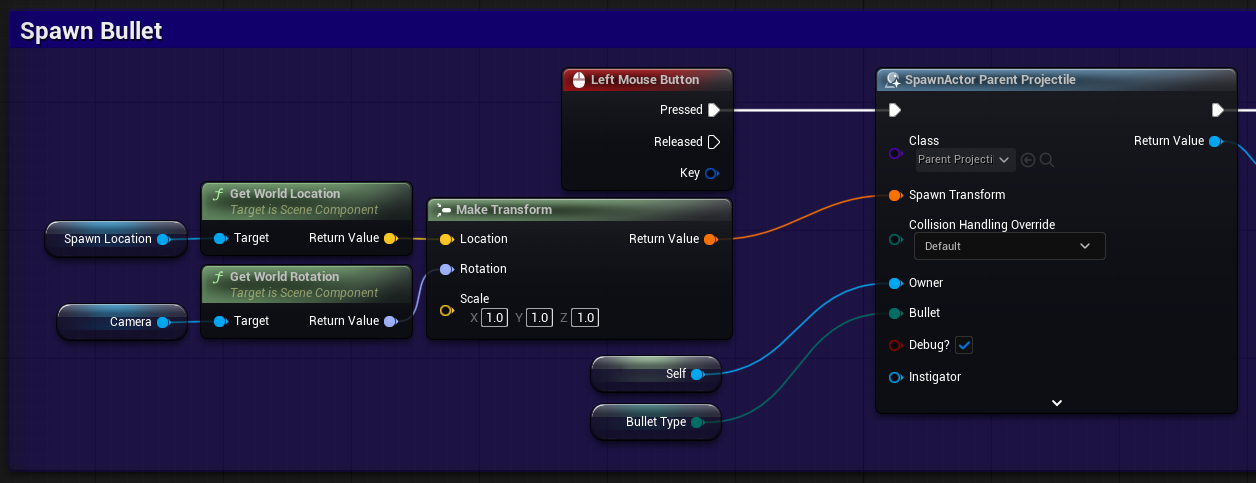 Spawn Bullet
Left Mouse Button
Pressed
Released
Key
SpawnActor Parent Projectile
Class
Parent Projecti
Return Value
Spawn Transform
Collision Handling Override
Default
Owner
Bullet
Debug?
Instigator
Get World Location
Target is Scene Component
Spawn Location
Target
Return Value
Get World Rotation
Target is Scene Component
Camera
Target
Return Value
Make Transform
Location
Return Value
Rotation
Scale
X 1.0 Y 1.0 Z 1.0
Self
Bullet Type